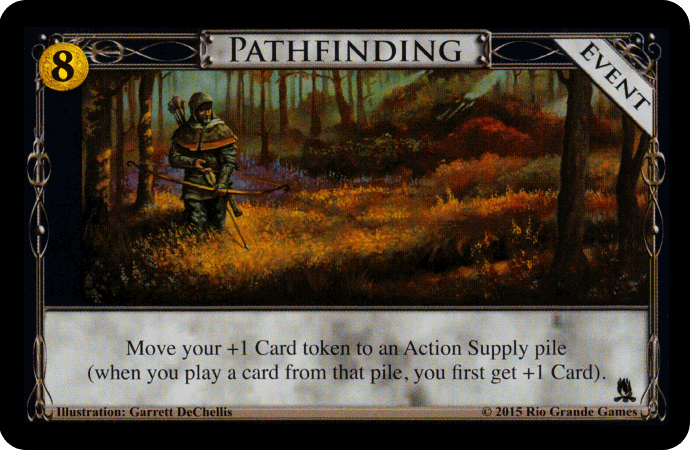 8
PATHFINDING
EVENT
Move your +1 Card token to an Action Supply pile
(when you play a card from that pile, you first get +1 Card).
Illustration: Garrett DeChellis
© 2015 Rio Grande Games